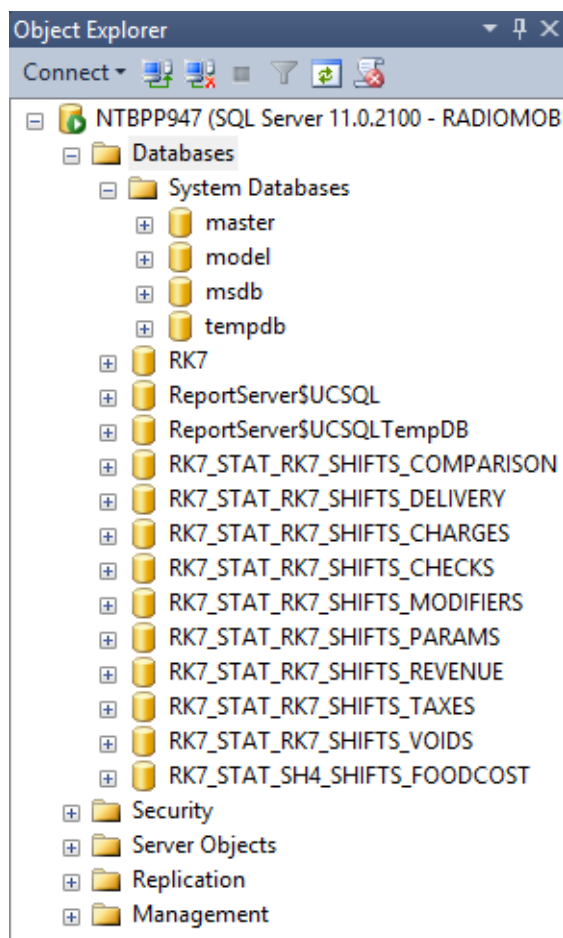 Object Explorer
Connect
NTBPP947 (SQL Server 11.0.2100 - RADIOMOB
Databases
System Databases
master
model
msdb
tempdb
RK7
ReportServer$UCSQL
ReportServer$UCSQLTempDB
RK7_STAT_RK7_SHIFTS_COMPARISON
RK7_STAT_RK7_SHIFTS_DELIVERY
RK7_STAT_RK7_SHIFTS_CHARGES
RK7_STAT_RK7_SHIFTS_CHECKS
RK7_STAT_RK7_SHIFTS_MODIFIERS
RK7_STAT_RK7_SHIFTS_PARAMS
RK7_STAT_RK7_SHIFTS_REVENUE
RK7_STAT_RK7_SHIFTS_TAXES
RK7_STAT_RK7_SHIFTS_VOIDS
RK7_STAT_SH4_SHIFTS_FOODCOST
Security
Server Objects
Replication
Management